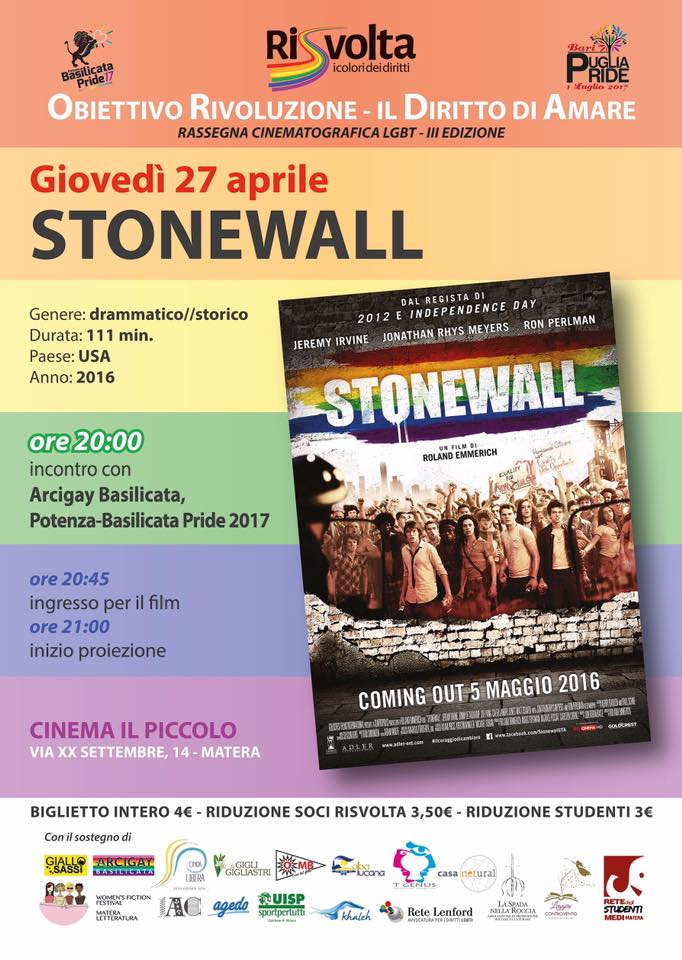 Basilicata
Pride 17
RiSvolta
i colori dei diritti
Bari
PUGLIA
PRIDE
1 Luglio 2017
OBIETTIVO RIVOLUZIONE - IL DIRITTO DI AMARE
RASSEGNA CINEMATOGRAFICA LGBT - III EDIZIONE
Giovedì 27 aprile
STONEWALL
Genere: drammatico//storico
Durata: 111 min.
Paese: USA
Anno: 2016
ore 20:00
incontro con
Arcigay Basilicata,
Potenza-Basilicata Pride 2017
ore 20:45
ingresso per il film
ore 21:00
inizio proiezione
CINEMA IL PICCOLO
VIA XX SETTEMBRE, 14 - MATERA
DAL REGISTA DI
2012 E INDEPENDENCE DAY
JEREMY IRVINE JONATHAN RHYS MEYERS RON PERLMAN
STONEWALL
UN FILM DI
ROLAND EMMERICH
EQUALITY
FOR
COMING OUT 5 MAGGIO 2016
ADLER
www.adler-ent.com
#ilcoraggiodicambiare
www.facebook.com/StonewallITA
GOLDCREST
BIGLIETTO INTERO 4€ - RIDUZIONE SOCI RISVOLTA 3,50€ - RIDUZIONE STUDENTI 3€
Con il sostegno di
GIALLO
SASSI
ARCIGAY
BASILICATA
ONDA
LIBERA
GIGLI
GIGLIASTRI
OMB
alba
lucana
T GENUS
casa natural
LA SPADA
NELLA ROCCIA
Leggere
CONTROVENTO
RETE degli
STUDENTI
MEDI MATERA
WOMEN'S FICTION
FESTIVAL
MATERA
LETTERATURA
IAC
agedo
UISP
sportpertutti
khaleh
Rete Lenford
AVVOCATURA PER I DIRITTI LGBTI